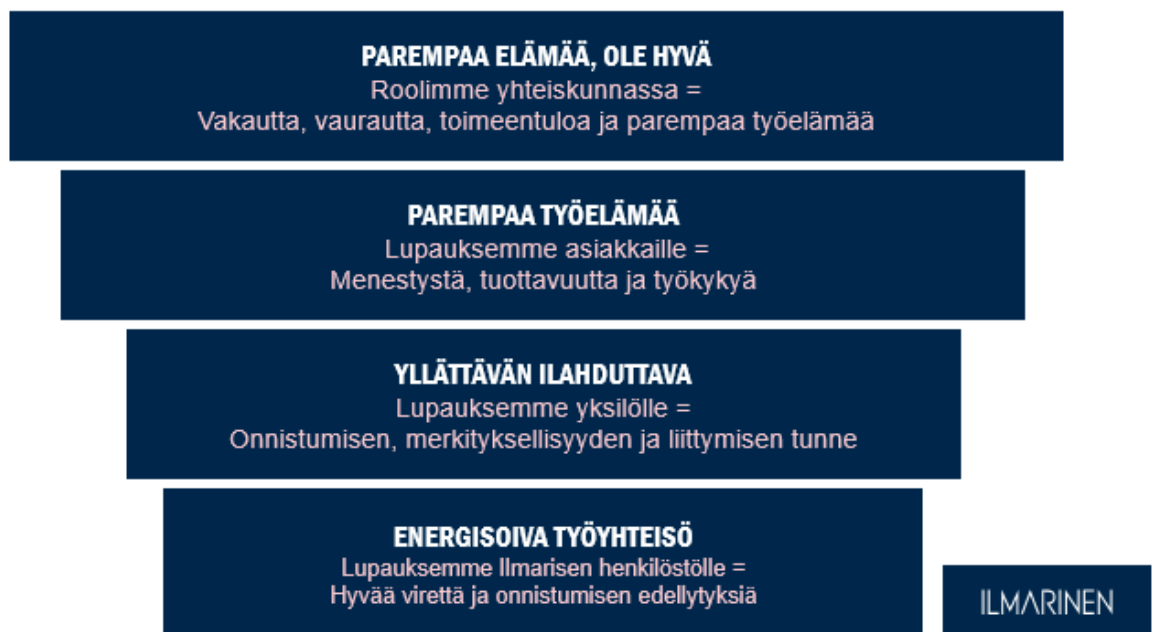 PAREMPAA ELÄMÄÄ, OLE HYVÄ
Roolimme yhteiskunnassa =
Vakautta, vaurautta, toimeentuloa ja parempaa työelämää
PAREMPAA TYÖELÄMÄÄ
Lupauksemme asiakkaille =
Menestystä, tuottavuutta ja työkykyä
YLLÄTTÄVÄN ILAHDUTTAVA
Lupauksemme yksilölle =
Onnistumisen, merkityksellisyyden ja liittymisen tunne
ENERGISOIVA TYÖYHTEISÖ
Lupauksemme Ilmarisen henkilöstölle =
Hyvää virettä ja onnistumisen edellytyksiä
ILMARINEN